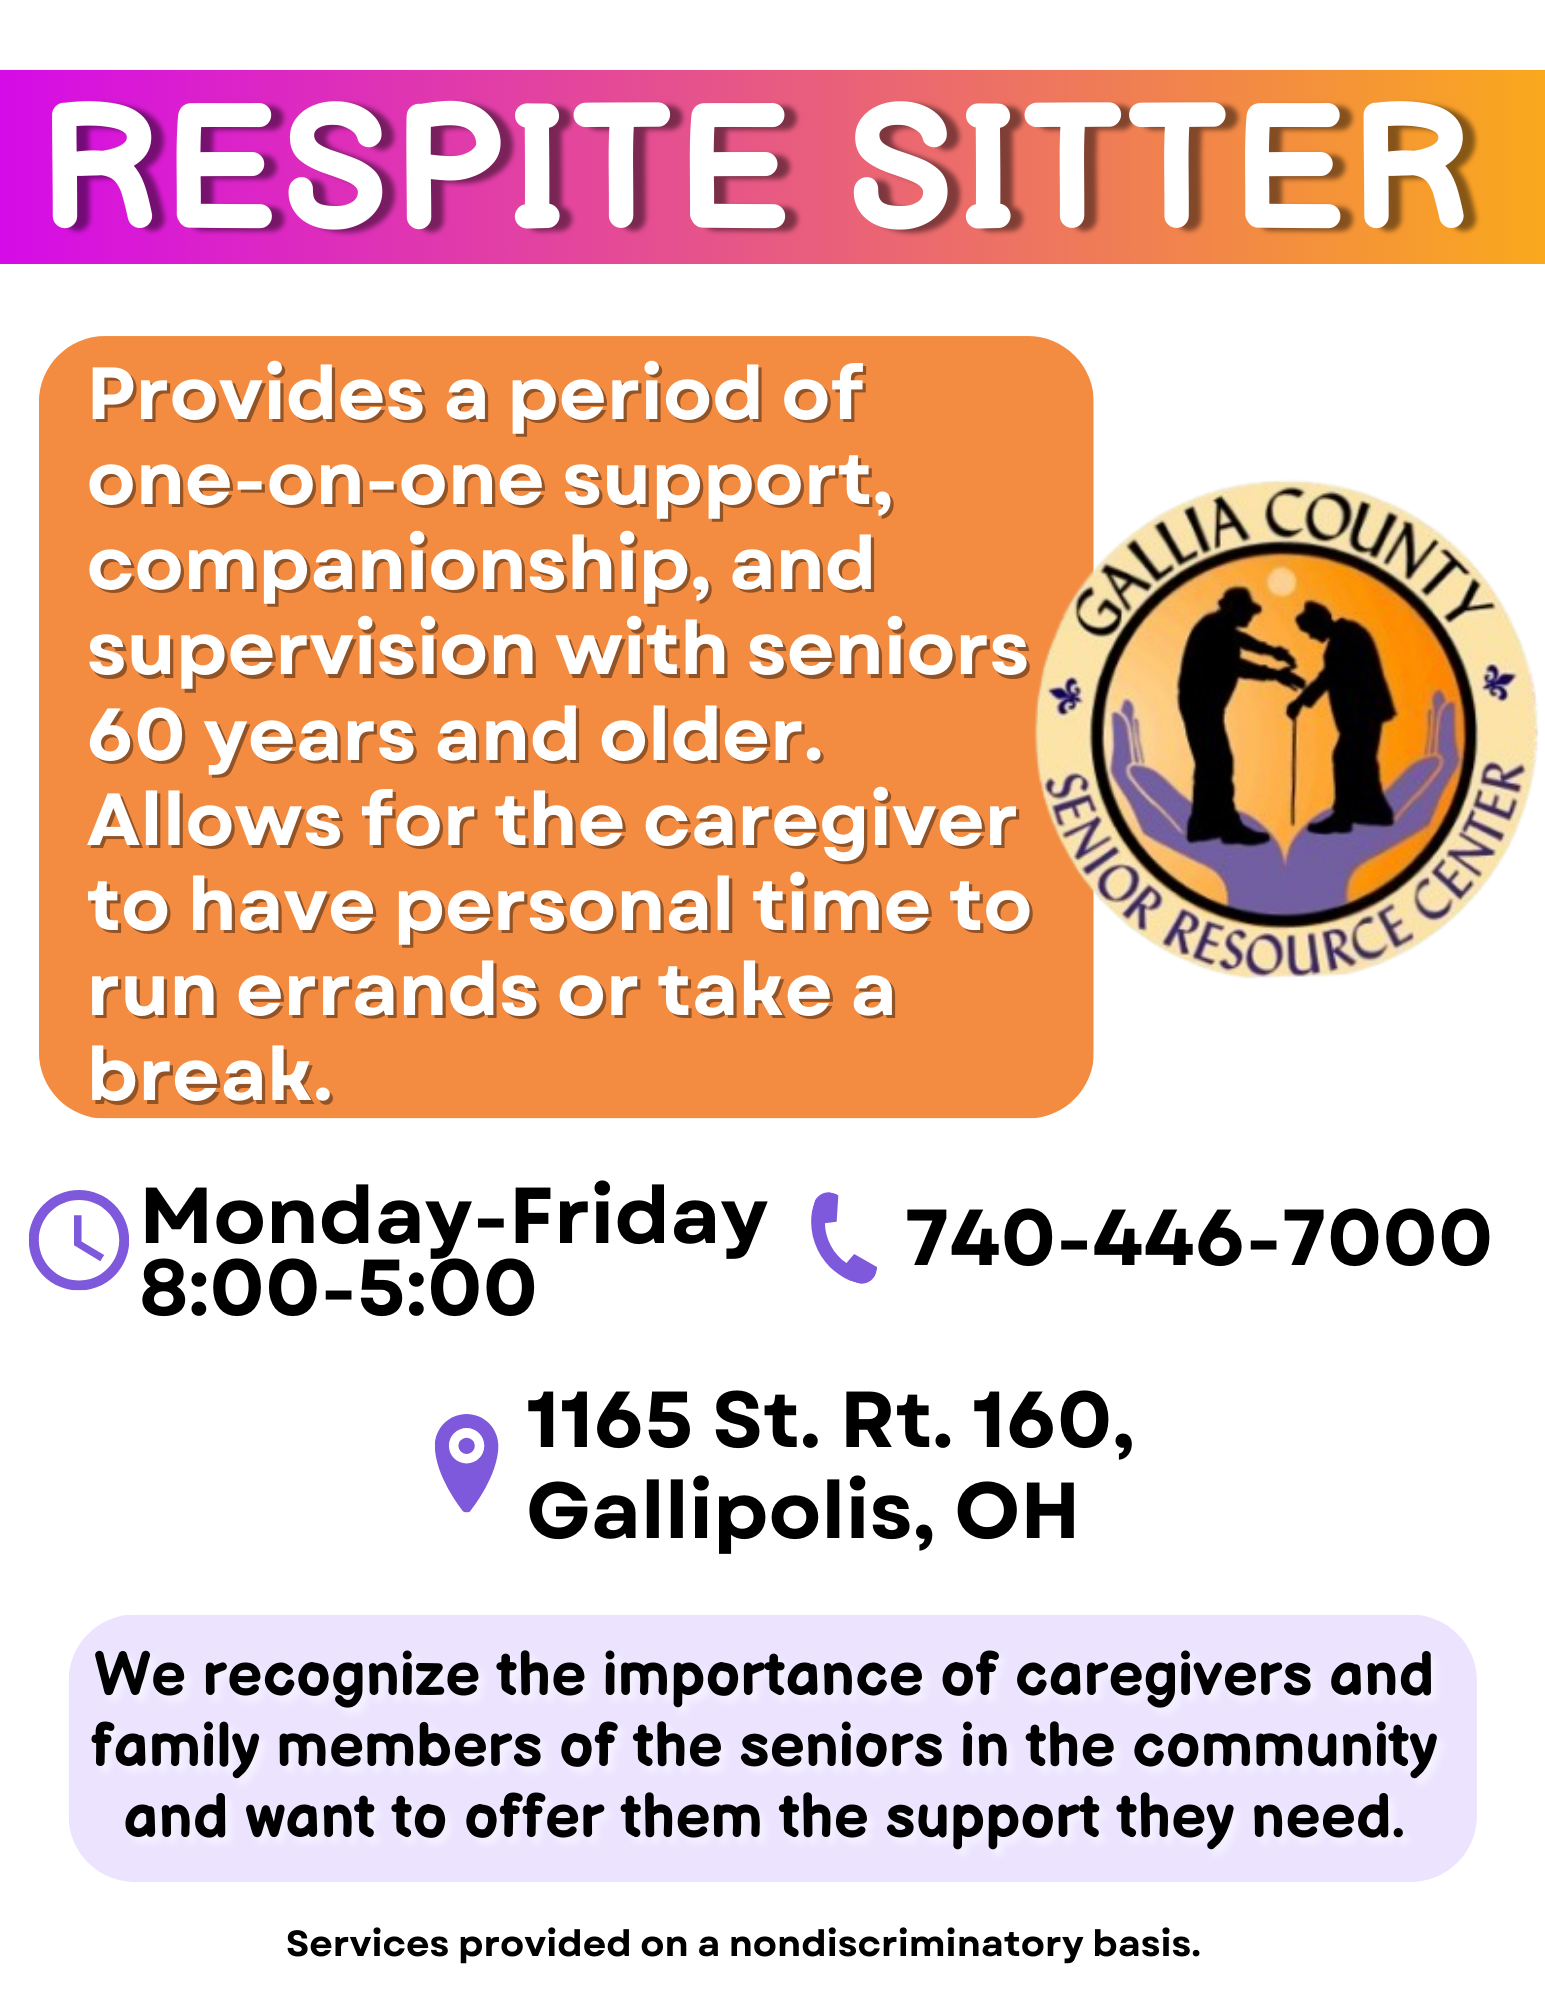 RESPITE SITTER
Provides a period of
one-on-one support,
companionship, and
supervision with seniors
60 years and older.
Allows for the caregiver
to have personal time to
run errands or take a
break.
GALLIA COUNTY
SENIOR RESOURCE CENTER
Monday-Friday
8:00-5:00
740-446-7000
1165 St. Rt. 160,
Gallipolis, OH
We recognize the importance of caregivers and
family members of the seniors in the community
and want to offer them the support they need.
Services provided on a nondiscriminatory basis.